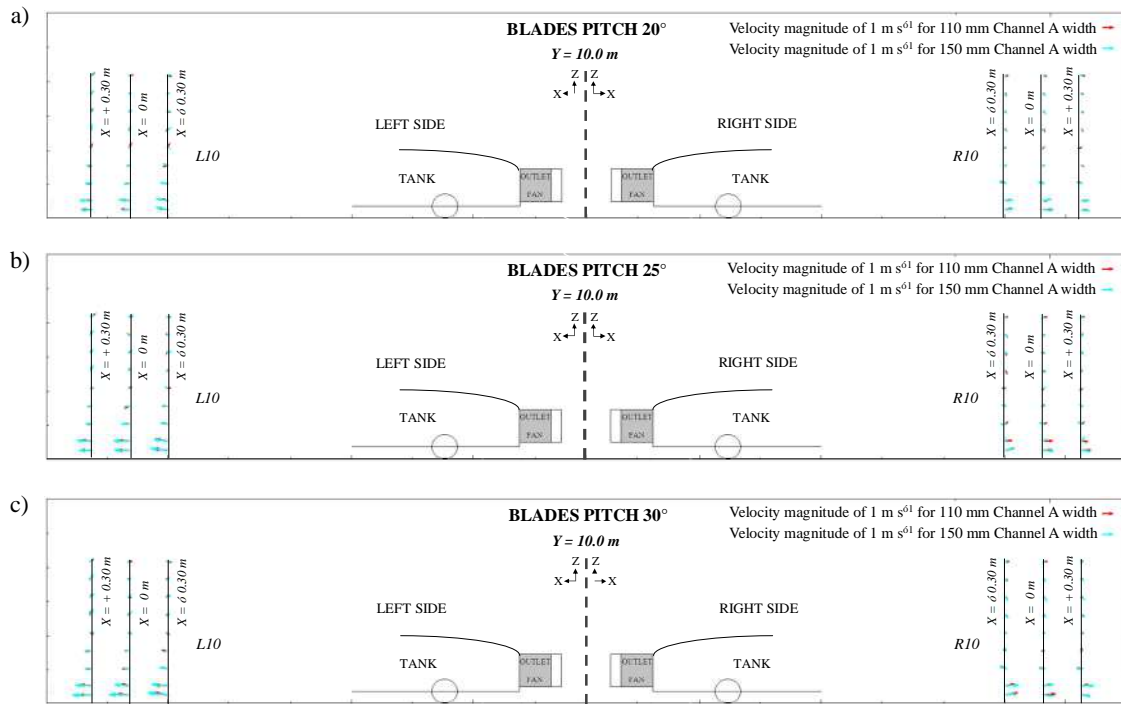 a)
BLADES PITCH 20°
Y = 10.0 m
Velocity magnitude of 1 m s ó1 for 110 mm Channel A width
Velocity magnitude of 1 m s ó1 for 150 mm Channel A width
Z Z
X X
X = + 0.30 m
X = 0 m
X = ó 0.30 m
L10
LEFT SIDE
RIGHT SIDE
TANK
OUTLET
FAN
OUTLET
FAN
TANK
R10
X = ó 0.30 m
X = 0 m
X = + 0.30 m
b)
BLADES PITCH 25°
Y = 10.0 m
Velocity magnitude of 1 m s ó1 for 110 mm Channel A width
Velocity magnitude of 1 m s ó1 for 150 mm Channel A width
Z Z
X X
X = + 0.30 m
X = 0 m
X = ó 0.30 m
L10
LEFT SIDE
RIGHT SIDE
TANK
OUTLET
FAN
OUTLET
FAN
TANK
R10
X = ó 0.30 m
X = 0 m
X = + 0.30 m
c)
BLADES PITCH 30°
Y = 10.0 m
Velocity magnitude of 1 m s ó1 for 110 mm Channel A width
Velocity magnitude of 1 m s ó1 for 150 mm Channel A width
Z Z
X X
X = + 0.30 m
X = 0 m
X = ó 0.30 m
L10
LEFT SIDE
RIGHT SIDE
TANK
OUTLET
FAN
OUTLET
FAN
TANK
R10
X = ó 0.30 m
X = 0 m
X = + 0.30 m